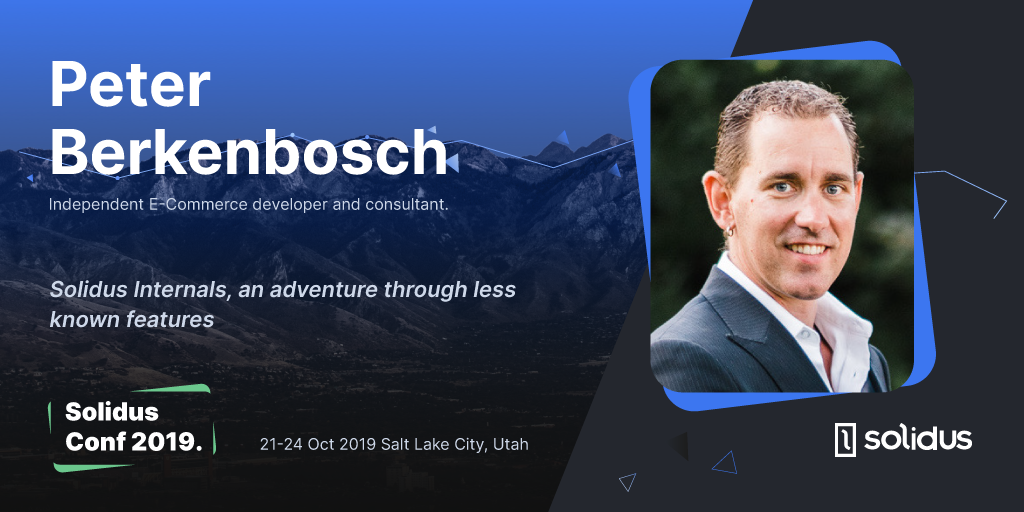 Peter
Berkenbosch
Independent E-Commerce developer and consultant.
Solidus Internals, an adventure through less
known features
Solidus
Conf 2019.
21-24 Oct 2019 Salt Lake City, Utah
solidus